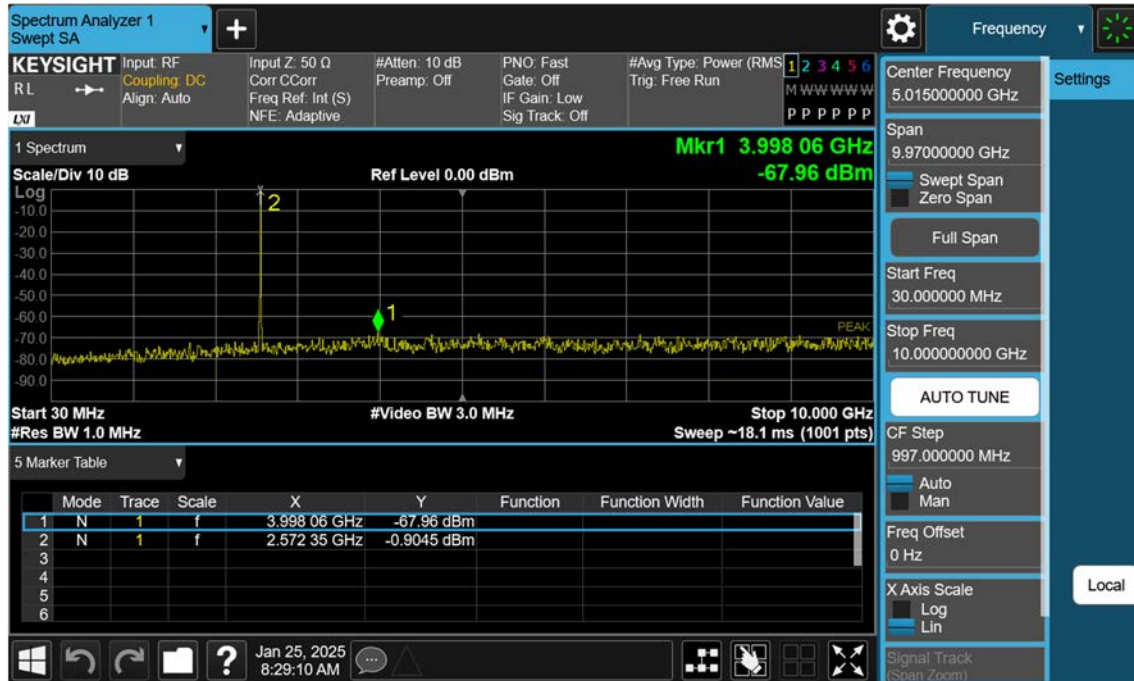 Spectrum Analyzer 1
Swept SA
+
Frequency
KEYSIGHT
R L
LXI
Input: RF
Coupling: DC
Align: Auto
Input Z: 50 Ω
Corr CCorr
Freq Ref: Int (S)
NFE: Adaptive
#Atten: 10 dB
Preamp: Off
PNO: Fast
Gate: Off
IF Gain: Low
Sig Track: Off
#Avg Type: Power (RMS
Trig: Free Run
1 2 3 4 5 6
M W W W W W
P P P P P P
Center Frequency
5.015000000 GHz
Settings
1 Spectrum
Mkr1 3.998 06 GHz
-67.96 dBm
Span
9.97000000 GHz
Swept Span
Zero Span
Scale/Div 10 dB
Ref Level 0.00 dBm
Log
-10.0
-20.0
-30.0
-40.0
-50.0
-60.0
-70.0
-80.0
-90.0
2
1
PEAK
Full Span
Start Freq
30.000000 MHz
Stop Freq
10.000000000 GHz
AUTO TUNE
Start 30 MHz
#Video BW 3.0 MHz
Stop 10.000 GHz
#Res BW 1.0 MHz
Sweep ~18.1 ms (1001 pts)
CF Step
997.000000 MHz
Auto
Man
5 Marker Table
Mode Trace Scale X Y Function Function Width Function Value
1 N 1 f 3.998 06 GHz -67.96 dBm
2 N 1 f 2.572 35 GHz -0.9045 dBm
3
4
5
6
Freq Offset
0 Hz
X Axis Scale
Log
Lin
Local
Signal Track
(Span Zoom)
?
Jan 25, 2025
8:29:10 AM